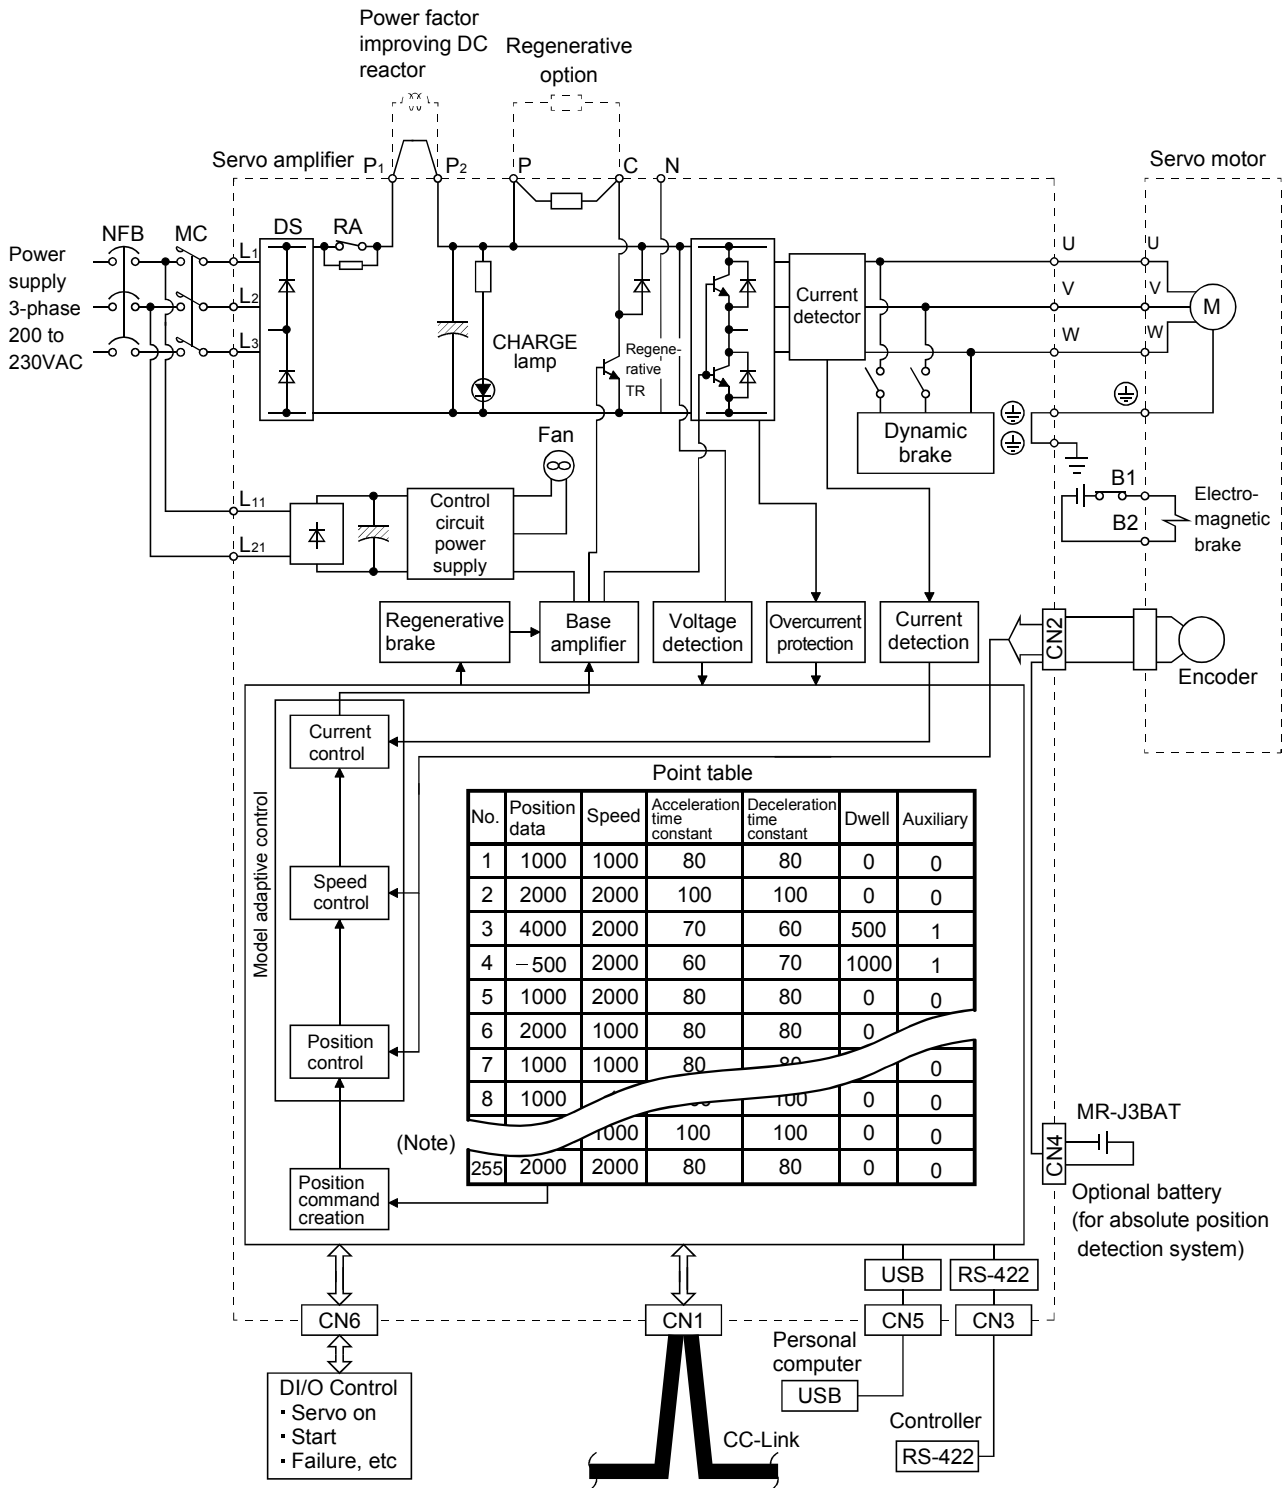 Power factor
improving DC
reactor
Regenerative
option
Servo amplifier
P1
P2
P
C
N
Servo motor
NFB
MC
DS
RA
Power
supply
3-phase
200 to
230VAC
L1
L2
L3
CHARGE
lamp
Regene-
rative
TR
Current
detector
U
V
W
U
V
W
M
Dynamic
brake
Fan
B1
B2
Electro-
magnetic
brake
L11
L21
Control
circuit
power
supply
Regenerative
brake
Base
amplifier
Voltage
detection
Overcurrent
protection
Current
detection
CN2
Encoder
Model adaptive control
Current
control
Speed
control
Position
control
Position
command
creation
Point table
No. Position data Speed Acceleration time constant Deceleration time constant Dwell Auxiliary
1 1000 1000 80 80 0 0
2 2000 2000 100 100 0 0
3 4000 2000 70 60 500 1
4 −500 2000 60 70 1000 1
5 1000 2000 80 80 0 0
6 2000 1000 80 80 0
7 1000 1000 80 80 0
8 1000 100 0 0
(Note)
1000 100 100 0 0
255 2000 2000 80 80 0 0
MR-J3BAT
CN4
Optional battery
(for absolute position
detection system)
USB
RS-422
CN6
CN1
CN5
CN3
DI/O Control
・Servo on
・Start
・Failure, etc
Personal
computer
USB
Controller
RS-422
CC-Link